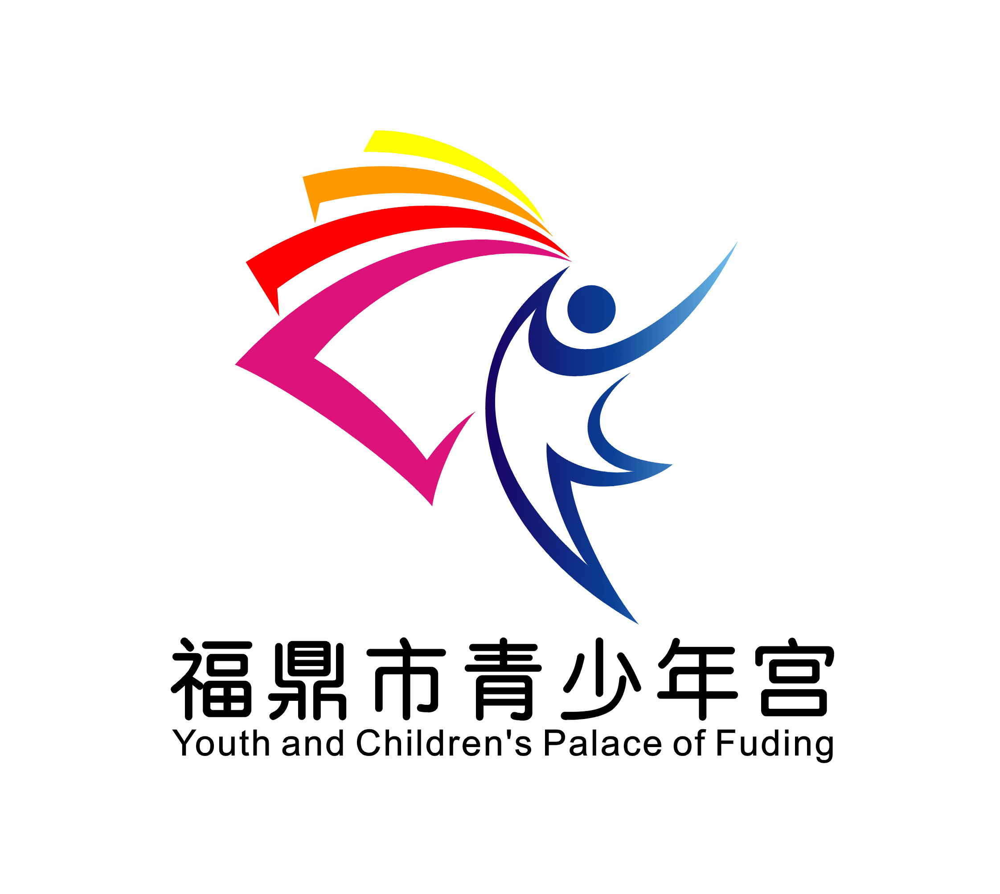 福鼎市青少年宫
Youth and Children's Palace of Fuding